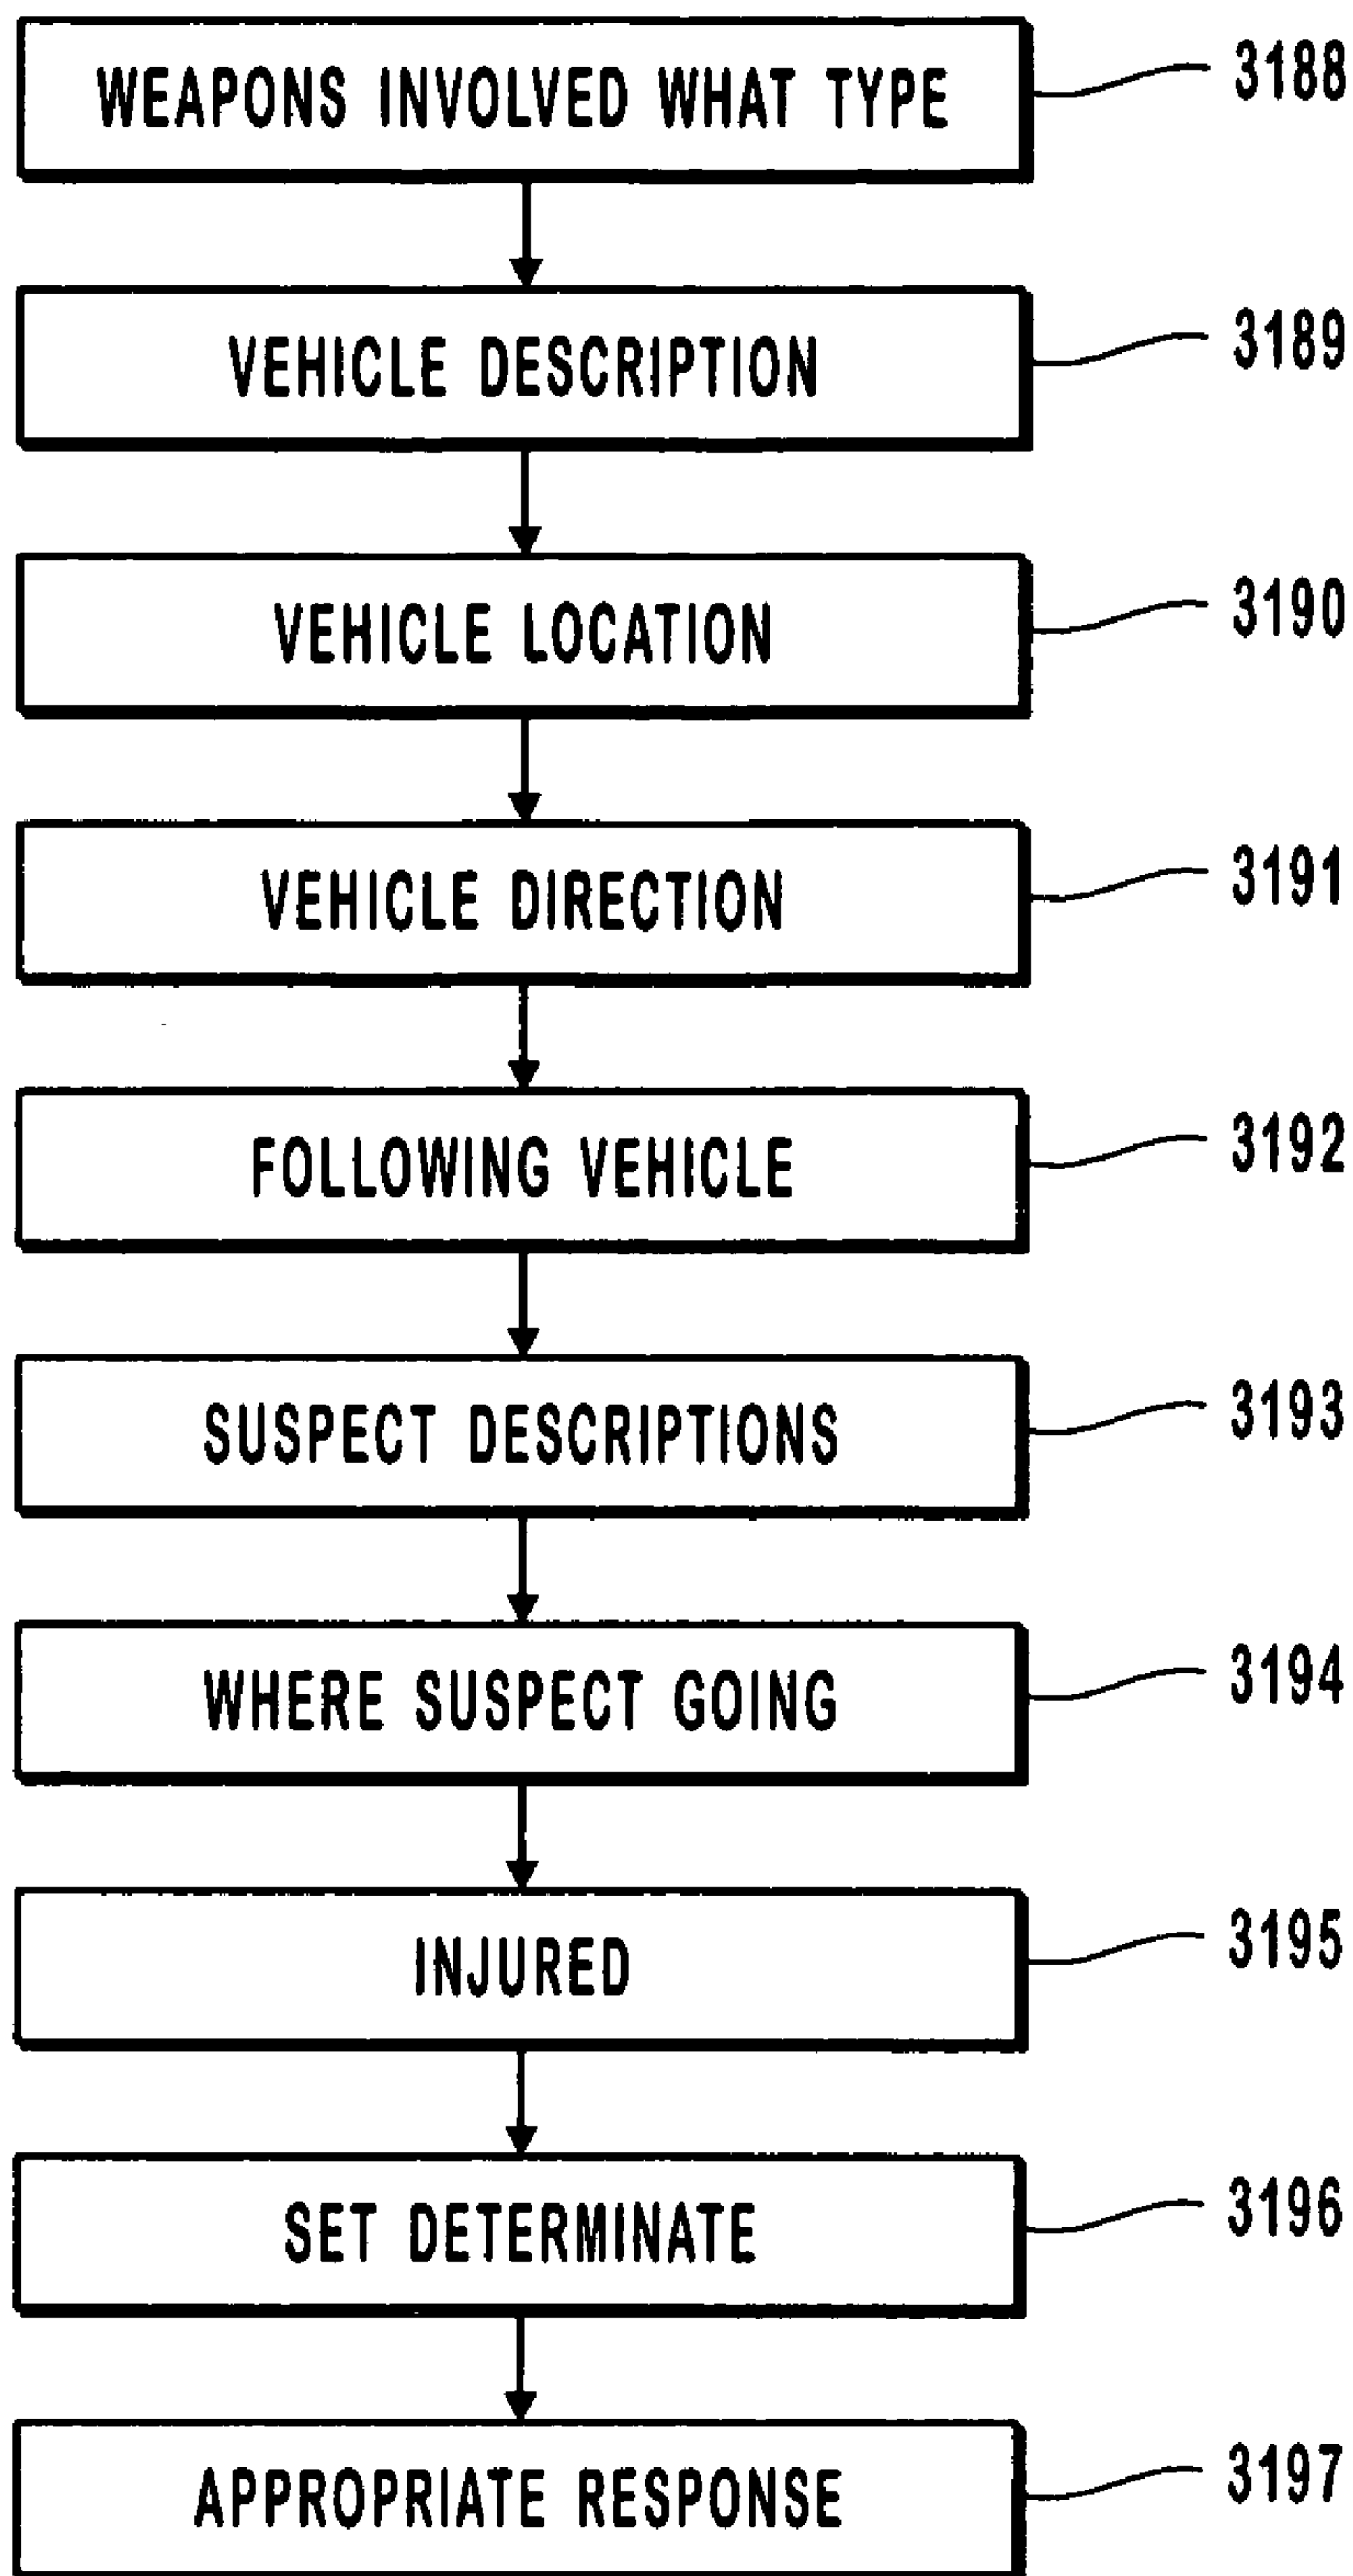 WEAPONS INVOLVED WHAT TYPE 3188
VEHICLE DESCRIPTION 3189
VEHICLE LOCATION 3190
VEHICLE DIRECTION 3191
FOLLOWING VEHICLE 3192
SUSPECT DESCRIPTIONS 3193
WHERE SUSPECT GOING 3194
INJURED 3195
SET DETERMINATE 3196
APPROPRIATE RESPONSE 3197